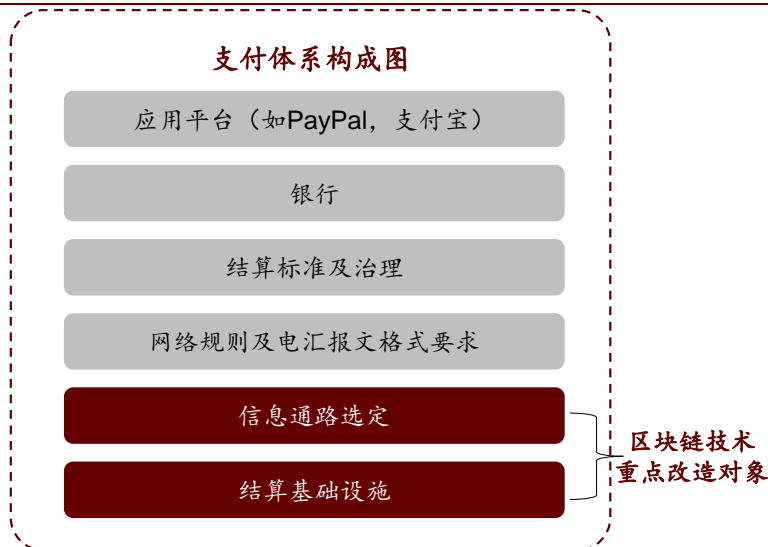 支付体系构成图
应用平台（如PayPal，支付宝）
银行
结算标准及治理
网络规则及电汇报文格式要求
信息通路选定
结算基础设施
区块链技术
重点改造对象